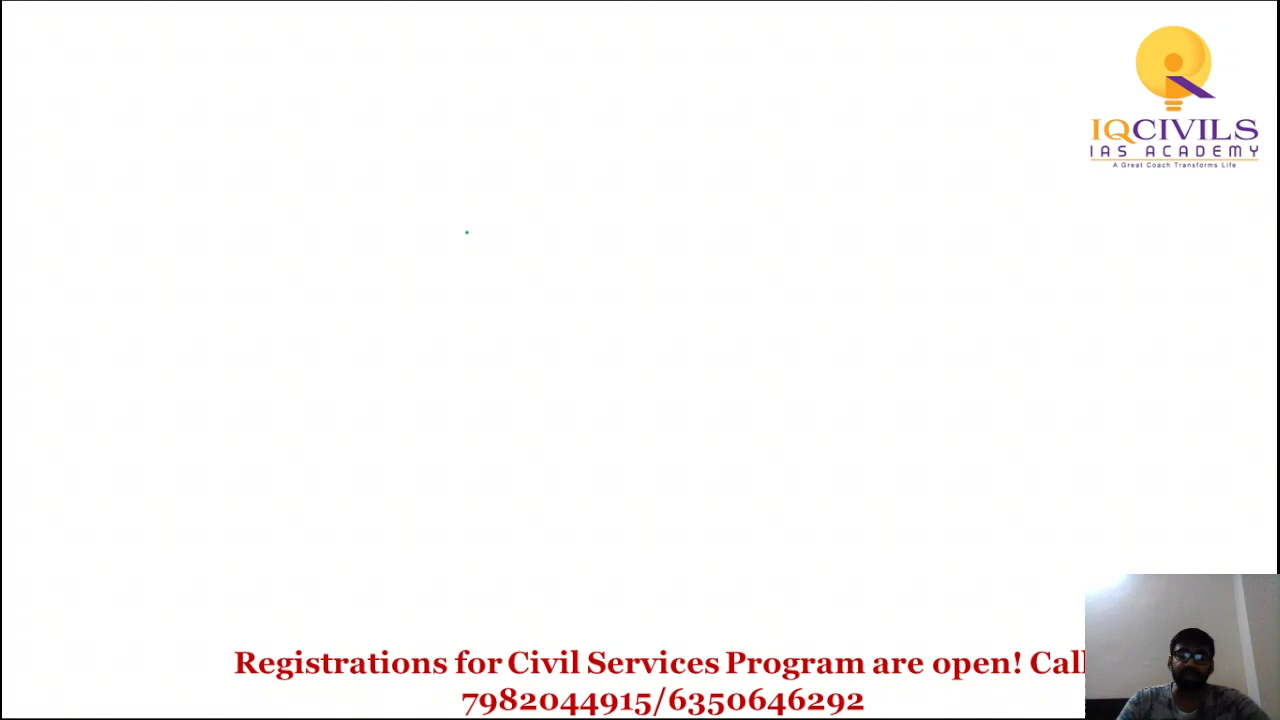 IQCIVILS
IAS ACADEMY
A Great Coach Transforms Life
Registrations for Civil Services Program are open! Call
7982044915/6350646292